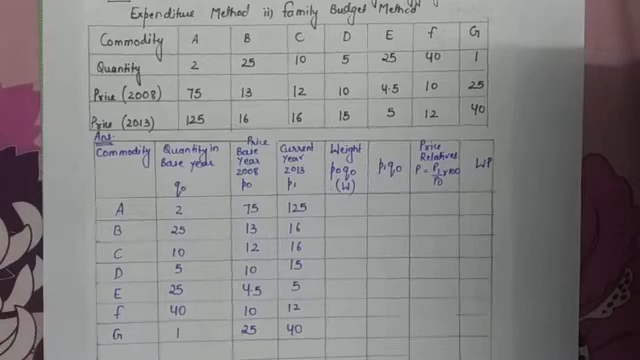 Expenditure Method ii) family Budget Method
Commodity A B C D E f G
Quantity 2 25 10 5 25 40 1
Price (2008) 75 13 12 10 4.5 10 25
Price (2013) 125 16 16 15 5 12 40
Ans:
Commodity Quantity in Base year q0 Price Base Year 2008 p0 Current Year 2013 p1 Weight p0q0 (W) p1q0 Price Relatives P = P1/P0 x100 WP
A 2 75 125
B 25 13 16
C 10 12 16
D 5 10 15
E 25 4.5 5
f 40 10 12
G 1 25 40